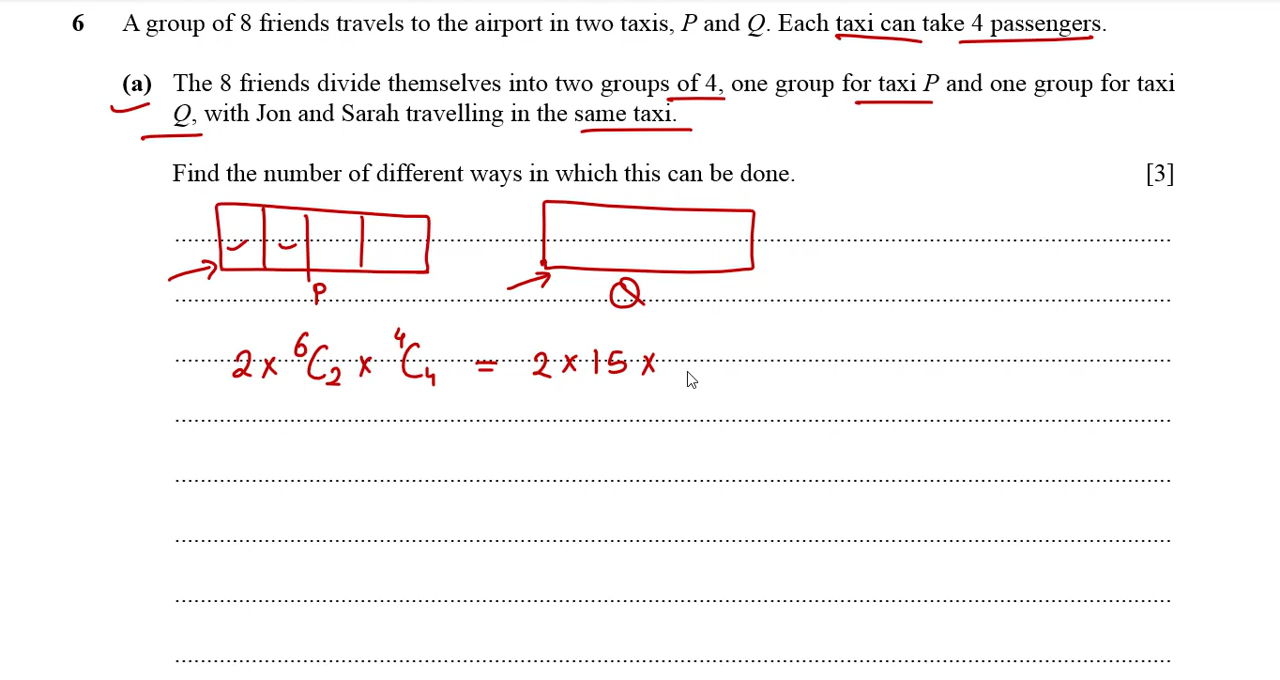 6 A group of 8 friends travels to the airport in two taxis, P and Q. Each taxi can take 4 passengers.
(a) The 8 friends divide themselves into two groups of 4, one group for taxi P and one group for taxi
Q, with Jon and Sarah travelling in the same taxi.
Find the number of different ways in which this can be done. [3]
P Q
2 × ⁶C₂ × ⁴C₄ = 2 × 15 ×